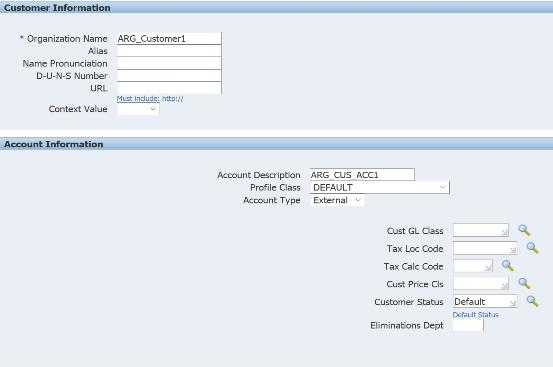 Customer Information
* Organization Name ARG_Customer1
Alias
Name Pronunciation
D-U-N-S Number
URL
Must include: http://
Context Value
Account Information
Account Description ARG_CUS_ACC1
Profile Class DEFAULT
Account Type External
Cust GL Class
Tax Loc Code
Tax Calc Code
Cust Price Cls
Customer Status Default
Default Status
Eliminations Dept